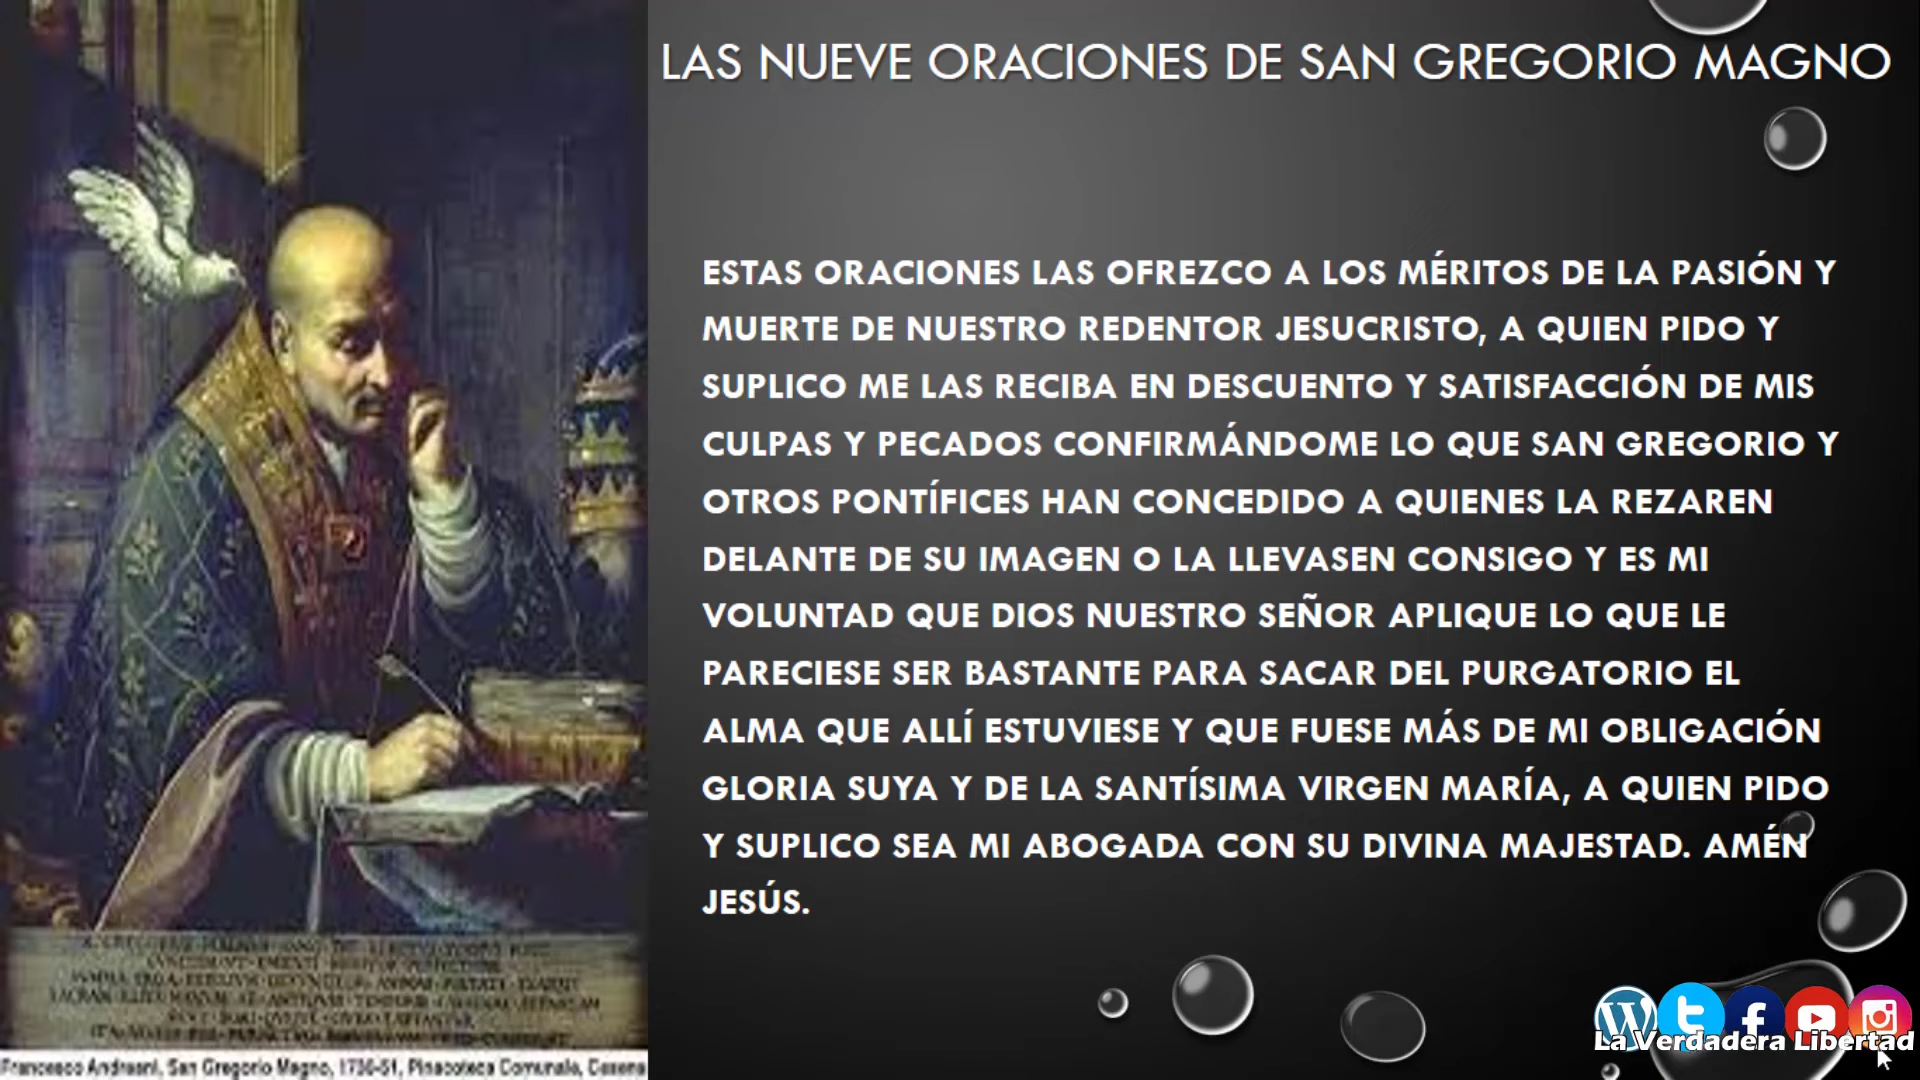 LAS NUEVE ORACIONES DE SAN GREGORIO MAGNO
ESTAS ORACIONES LAS OFREZCO A LOS MÉRITOS DE LA PASIÓN Y
MUERTE DE NUESTRO REDENTOR JESUCRISTO, A QUIEN PIDO Y
SUPLICO ME LAS RECIBA EN DESCUENTO Y SATISFACCIÓN DE MIS
CULPAS Y PECADOS CONFIRMÁNDOME LO QUE SAN GREGORIO Y
OTROS PONTÍFICES HAN CONCEDIDO A QUIENES LA REZAREN
DELANTE DE SU IMAGEN O LA LLEVASEN CONSIGO Y ES MI
VOLUNTAD QUE DIOS NUESTRO SEÑOR APLIQUE LO QUE LE
PARECIESE SER BASTANTE PARA SACAR DEL PURGATORIO EL
ALMA QUE ALLÍ ESTUVIESE Y QUE FUESE MÁS DE MI OBLIGACIÓN
GLORIA SUYA Y DE LA SANTÍSIMA VIRGEN MARÍA, A QUIEN PIDO
Y SUPLICO SEA MI ABOGADA CON SU DIVINA MAJESTAD. AMÉN
JESÚS.
Francesco Andreani, San Gregorio Magno, 1736-51, Pinacoteca Comunale, Cesena
La Verdadera Libertad